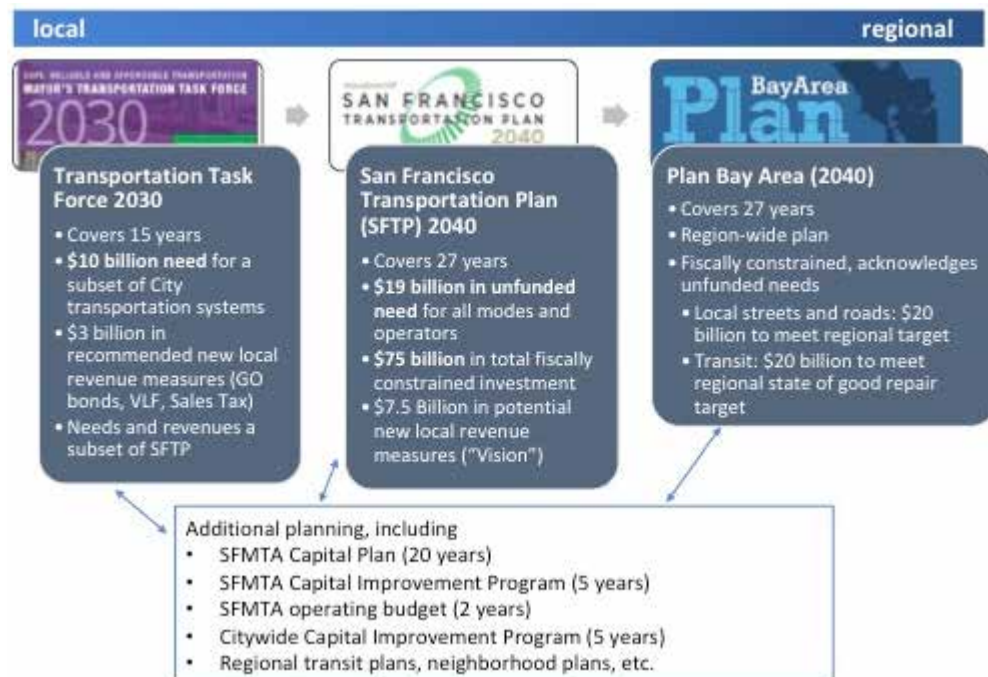 local
regional
SAFE, RELIABLE AND AFFORDABLE TRANSPORTATION
MAYOR'S TRANSPORTATION TASK FORCE
2030
SAN FRANCISCO
TRANSPORTATION PLAN
2040
BayArea
Plan
Transportation Task
Force 2030
• Covers 15 years
• $10 billion need for a
subset of City
transportation systems
• $3 billion in
recommended new local
revenue measures (GO
bonds, VLF, Sales Tax)
• Needs and revenues a
subset of SFTP
San Francisco
Transportation Plan
(SFTP) 2040
• Covers 27 years
• $19 billion in unfunded
need for all modes and
operators
• $75 billion in total fiscally
constrained investment
• $7.5 Billion in potential
new local revenue
measures ("Vision")
Plan Bay Area (2040)
• Covers 27 years
• Region-wide plan
• Fiscally constrained, acknowledges
unfunded needs
• Local streets and roads: $20
billion to meet regional target
• Transit: $20 billion to meet
regional state of good repair
target
Additional planning, including
• SFMTA Capital Plan (20 years)
• SFMTA Capital Improvement Program (5 years)
• SFMTA operating budget (2 years)
• Citywide Capital Improvement Program (5 years)
• Regional transit plans, neighborhood plans, etc.